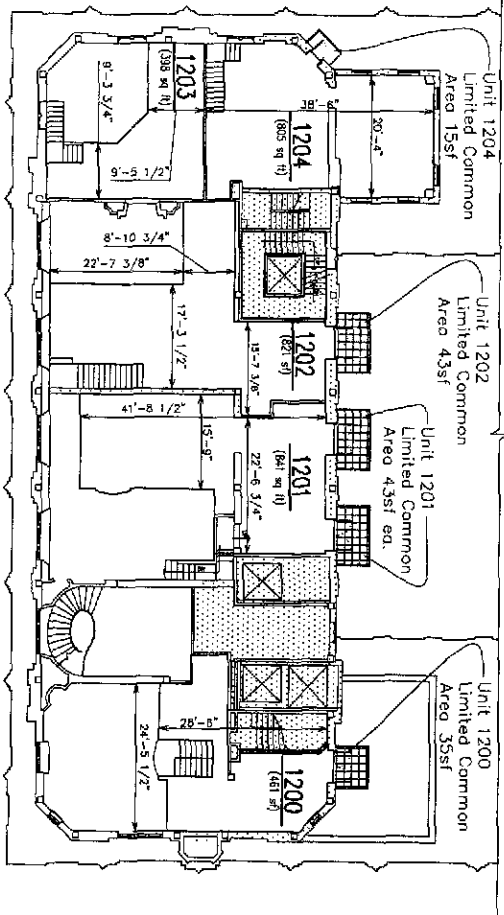 Unit 1204
Limited Common
Area 15sf
Unit 1202
Limited Common
Area 43sf
Unit 1201
Limited Common
Area 43sf ea.
Unit 1200
Limited Common
Area 35sf
38'-6"
20'-4"
1204
(805 sq ft)
1203
(398 sq ft)
9'-3 3/4"
9'-5 1/2"
8'-10 3/4"
22'-7 3/8"
17'-3 1/2"
1202
(821 sf)
15'-7 3/8"
41'-8 1/2"
15'-9"
1201
(841 sq ft)
22'-6 3/4"
28'-8"
24'-5 1/2"
1200
(461 sf)